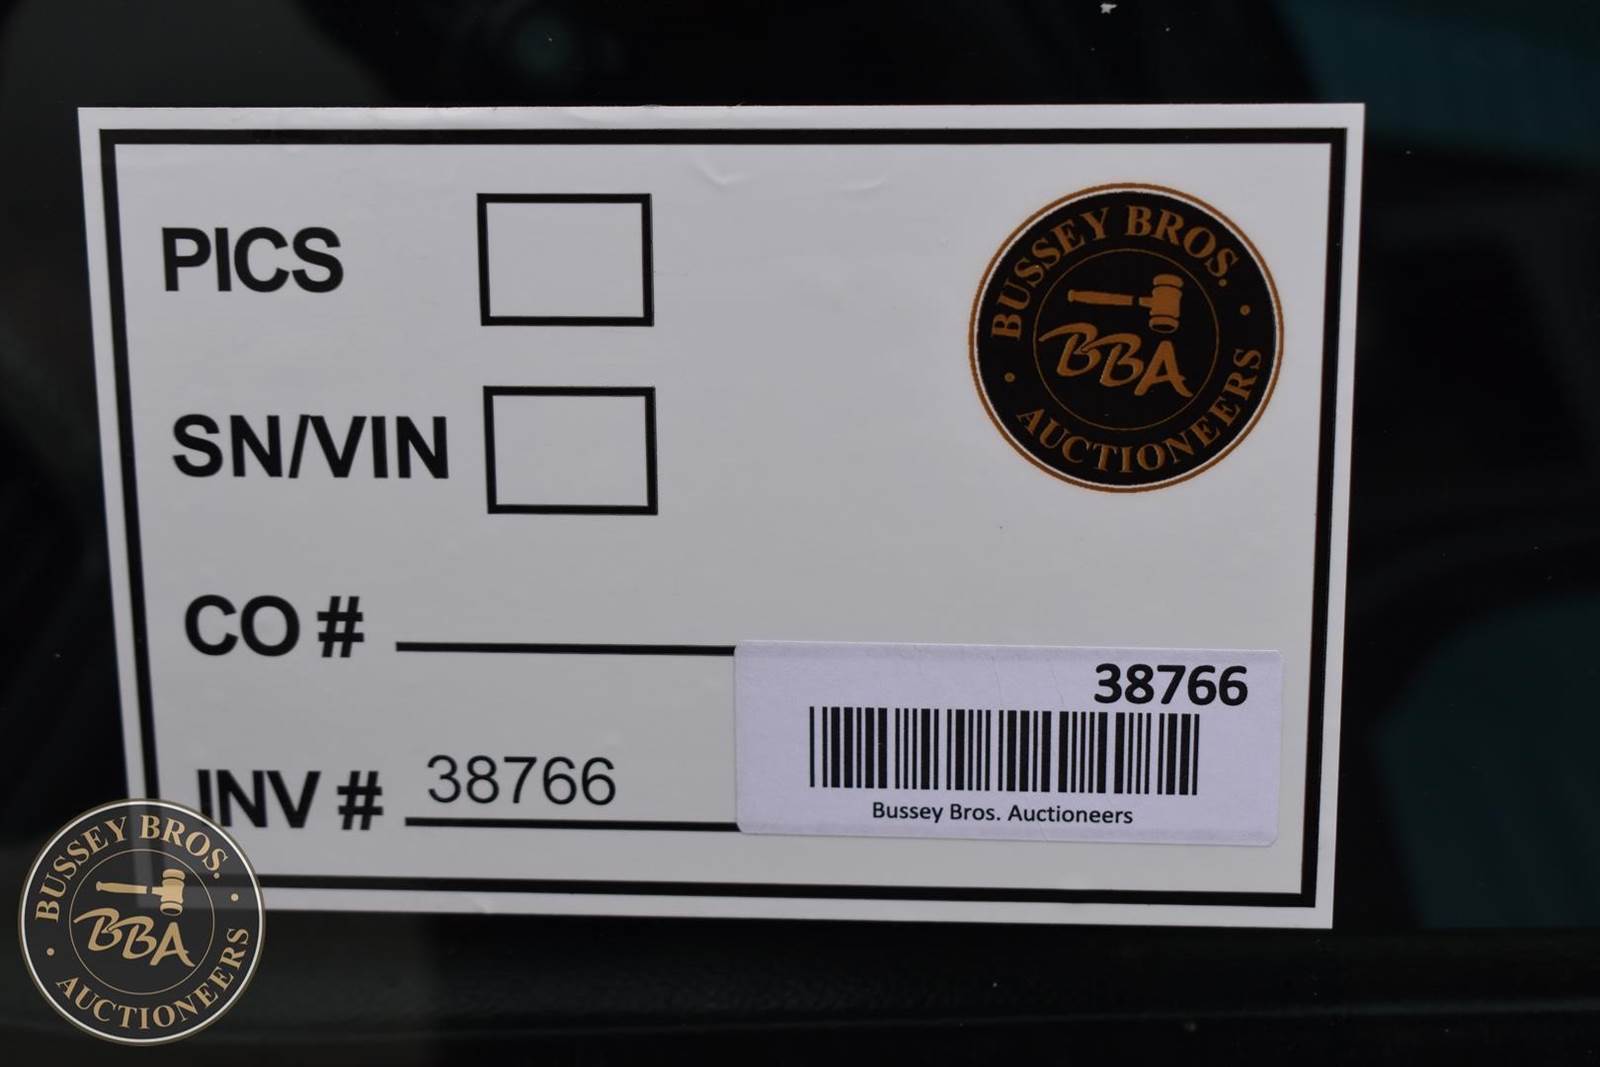 PICS
BUSSEY BROS.
BBA
AUCTIONEERS
SN/VIN
CO #
38766
INV # 38766
Bussey Bros. Auctioneers
BUSSEY BROS.
BBA
AUCTIONEERS